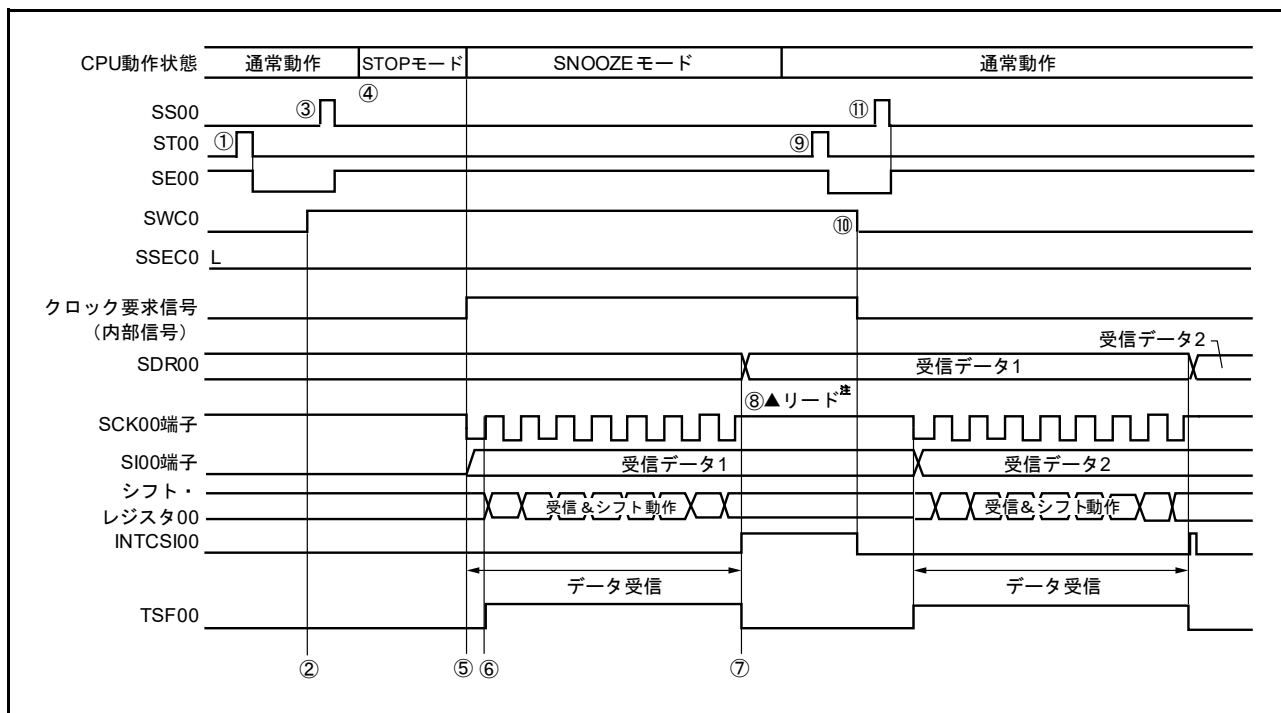 CPU動作状態 通常動作 STOPモード SNOOZEモード 通常動作
④
SS00 ③ ⑪
ST00 ① ⑨
SE00
SWC0 ⑩
SSEC0 L
クロック要求信号
(内部信号)
受信データ2
SDR00 受信データ1
⑧▲リード注
SCK00端子
SI00端子 受信データ1 受信データ2
シフト・
レジスタ00 受信&シフト動作 受信&シフト動作
INTCSI00
データ受信 データ受信
TSF00
② ⑤ ⑥ ⑦